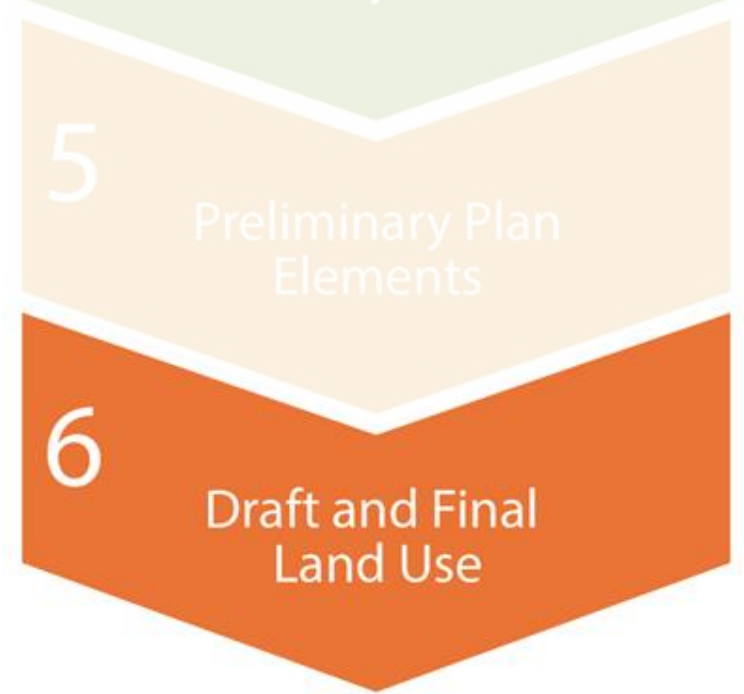 5
Preliminary Plan
Elements
6
Draft and Final
Land Use